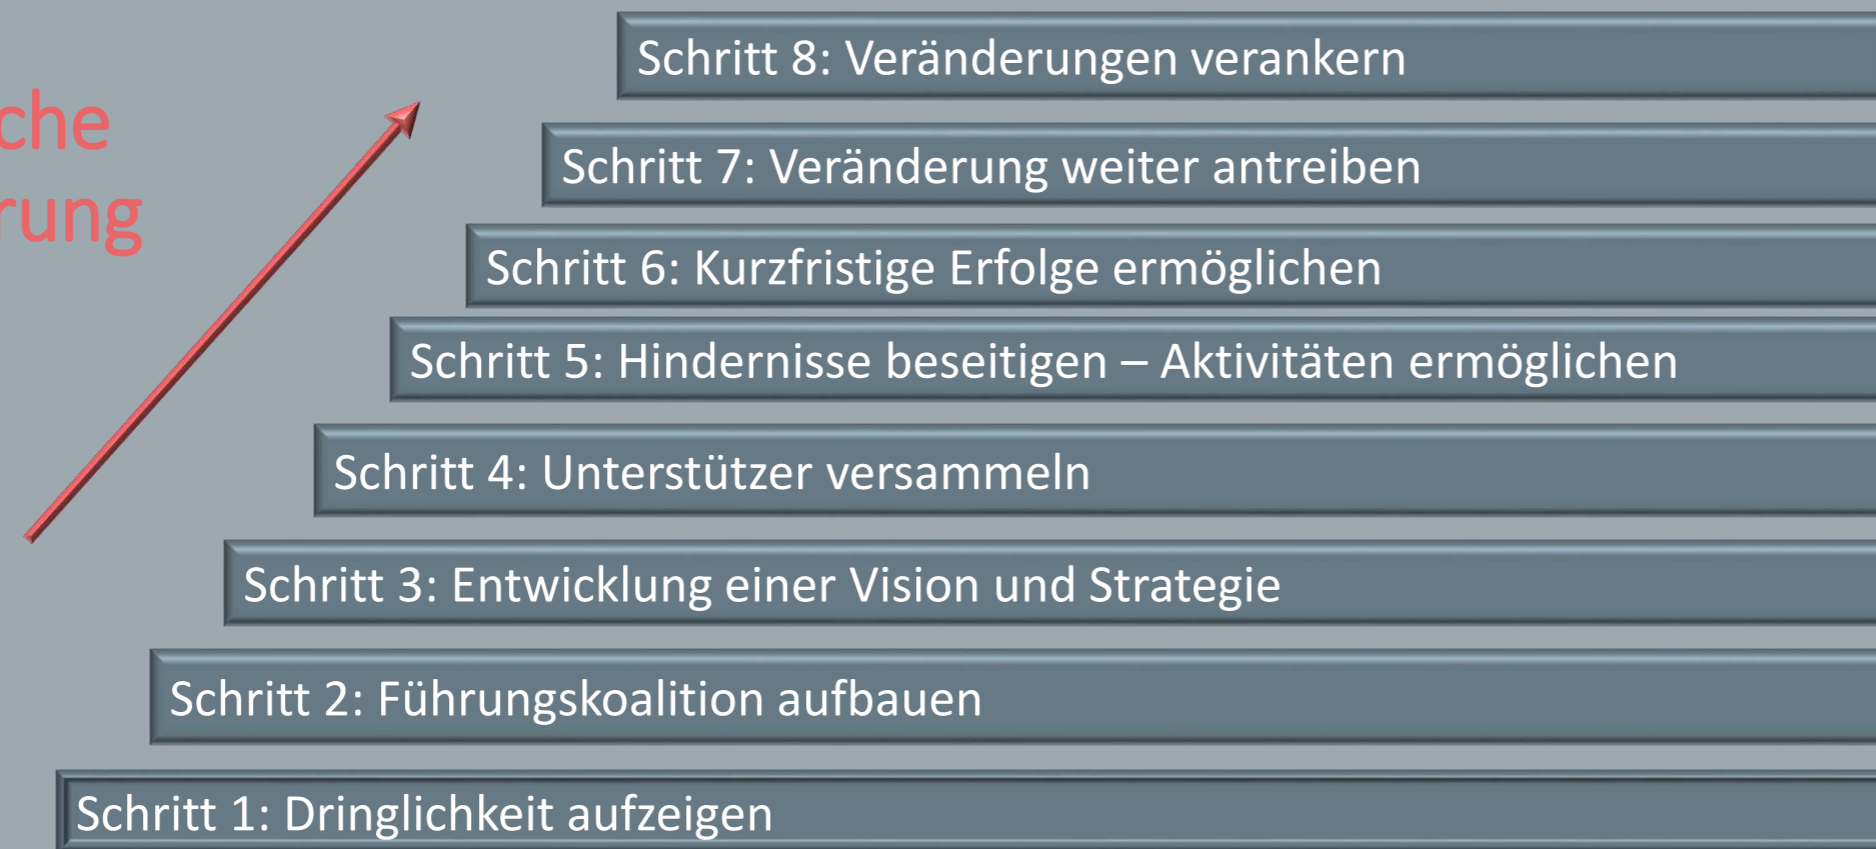 che
rung
Schritt 8: Veränderungen verankern
Schritt 7: Veränderung weiter antreiben
Schritt 6: Kurzfristige Erfolge ermöglichen
Schritt 5: Hindernisse beseitigen – Aktivitäten ermöglichen
Schritt 4: Unterstützer versammeln
Schritt 3: Entwicklung einer Vision und Strategie
Schritt 2: Führungskoalition aufbauen
Schritt 1: Dringlichkeit aufzeigen